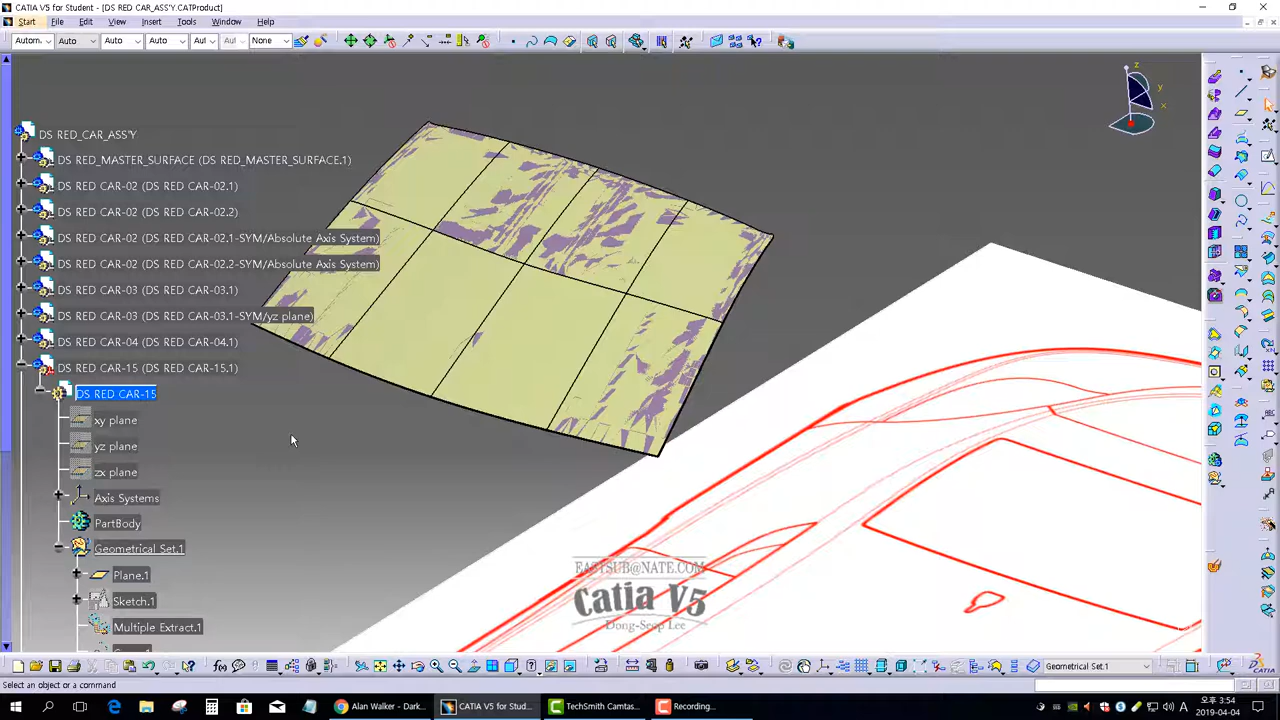 CATIA V5 for Student - [DS RED CAR_ASS'Y.CATProduct]
Start File Edit View Insert Tools Window Help
Autom. Auto Auto Auto Aut Aut None
z
y
x
DS RED_CAR_ASS'Y
DS RED_MASTER_SURFACE (DS RED_MASTER_SURFACE.1)
DS RED CAR-02 (DS RED CAR-02.1)
DS RED CAR-02 (DS RED CAR-02.2)
DS RED CAR-02 (DS RED CAR-02.1-SYM/Absolute Axis System)
DS RED CAR-02 (DS RED CAR-02.2-SYM/Absolute Axis System)
DS RED CAR-03 (DS RED CAR-03.1)
DS RED CAR-03 (DS RED CAR-03.1-SYM/yz plane)
DS RED CAR-04 (DS RED CAR-04.1)
DS RED CAR-15 (DS RED CAR-15.1)
DS RED CAR-15
xy plane
yz plane
zx plane
Axis Systems
PartBody
Geometrical Set.1
Plane.1
Sketch.1
Multiple Extract.1
EASTSUB@NATE.COM
Catia V5
Dong-Seop Lee
Geometrical Set.1
CATIA
Select an object or a command
Alan Walker - Dark...
CATIA V5 for Stud...
TechSmith Camtas...
Recording...
A
오후 3:54
2019-04-04